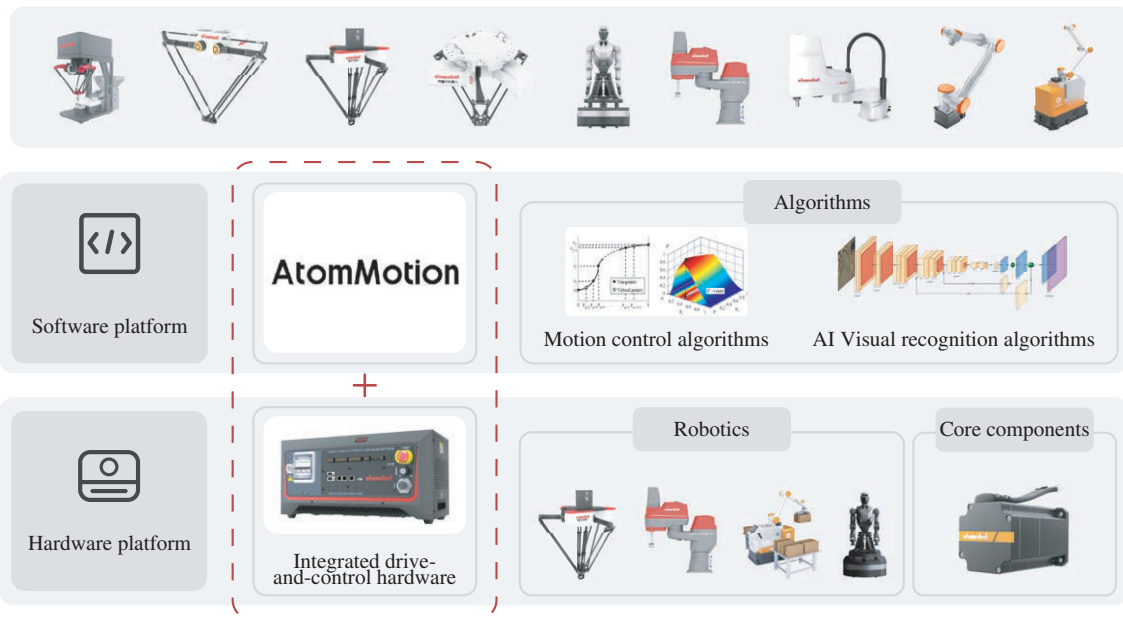 Algorithms
AtomMotion
Software platform
Motion control algorithms
AI Visual recognition algorithms
+
Robotics
Core components
Hardware platform
Integrated drive-
and-control hardware